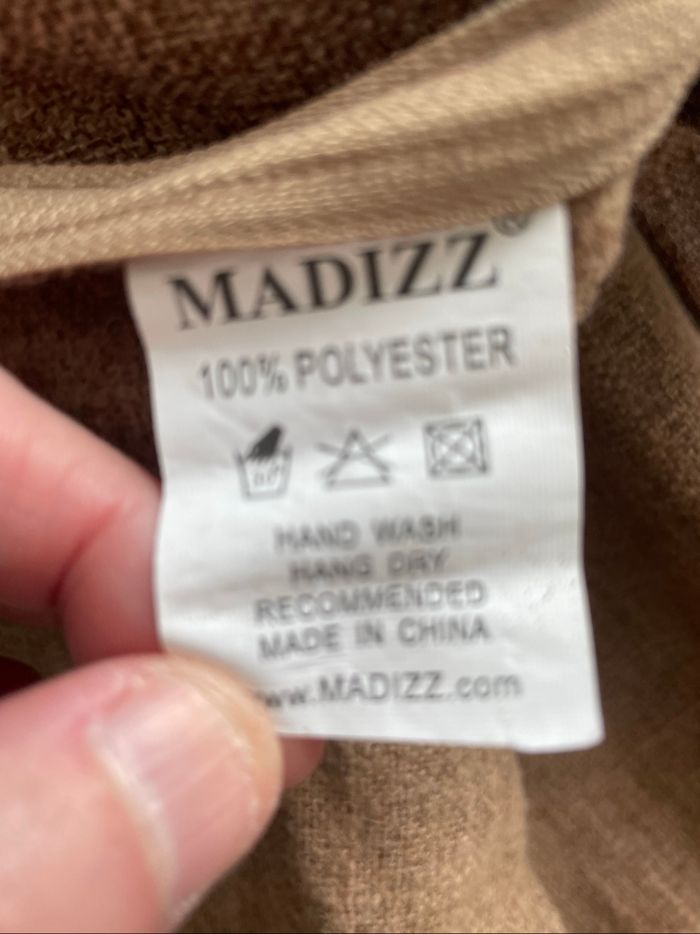 MADIZZ®
100% POLYESTER
HAND WASH
HANG DRY
RECOMMENDED
MADE IN CHINA
www.MADIZZ.com